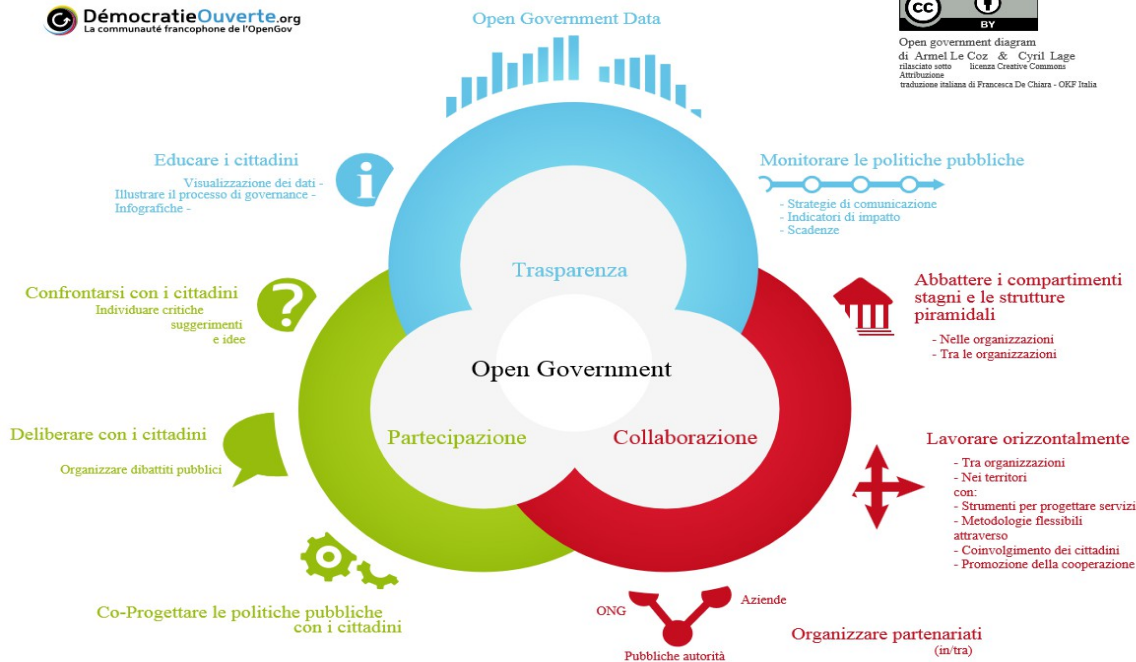 DémocratieOuverte.org
La communauté francophone de l'OpenGov
Open Government Data
cc
BY
Open government diagram
di Armel Le Coz & Cyril Lage
rilasciato sotto licenza Creative Commons
Attribuzione
traduzione italiana di Francesca De Chiara - OKF Italia
Educare i cittadini
Visualizzazione dei dati -
Illustrare il processo di governance -
Infografiche -
i
Monitorare le politiche pubbliche
- Strategie di comunicazione
- Indicatori di impatto
- Scadenze
Trasparenza
Confrontarsi con i cittadini
Individuare critiche
suggerimenti
e idee
?
Abbattere i compartimenti
stagni e le strutture
piramidali
- Nelle organizzazioni
- Tra le organizzazioni
Open Government
Partecipazione
Collaborazione
Deliberare con i cittadini
Organizzare dibattiti pubblici
Lavorare orizzontalmente
- Tra organizzazioni
- Nei territori
con:
- Strumenti per progettare servizi
- Metodologie flessibili
attraverso
- Coinvolgimento dei cittadini
- Promozione della cooperazione
Co-Progettare le politiche pubbliche
con i cittadini
ONG
Aziende
Pubbliche autorità
Organizzare partenariati
(in/tra)